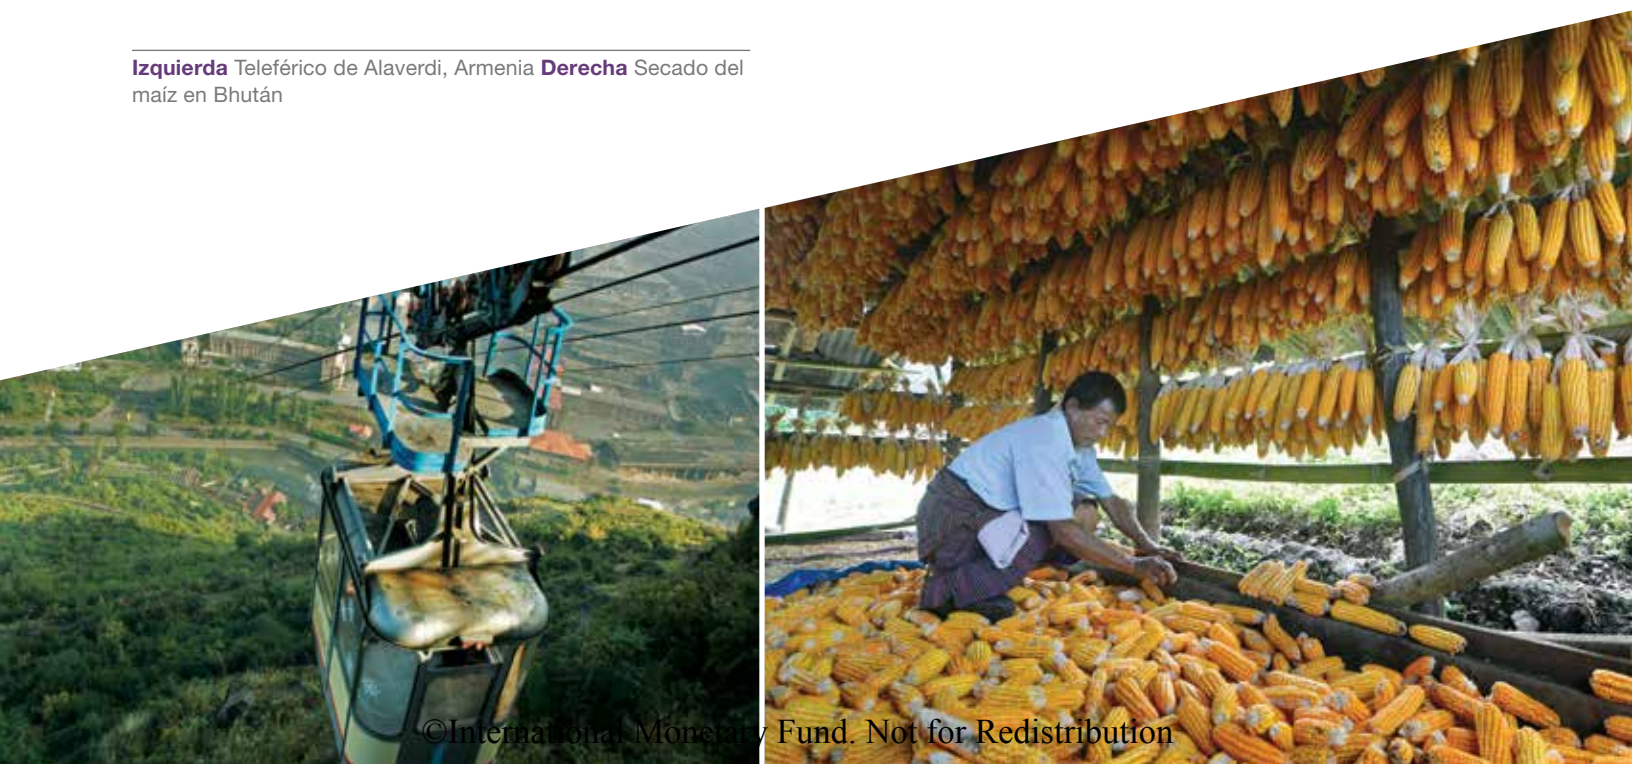 Izquierda Teleférico de Alaverdi, Armenia Derecha Secado del
maíz en Bhután
©International Monetary Fund. Not for Redistribution